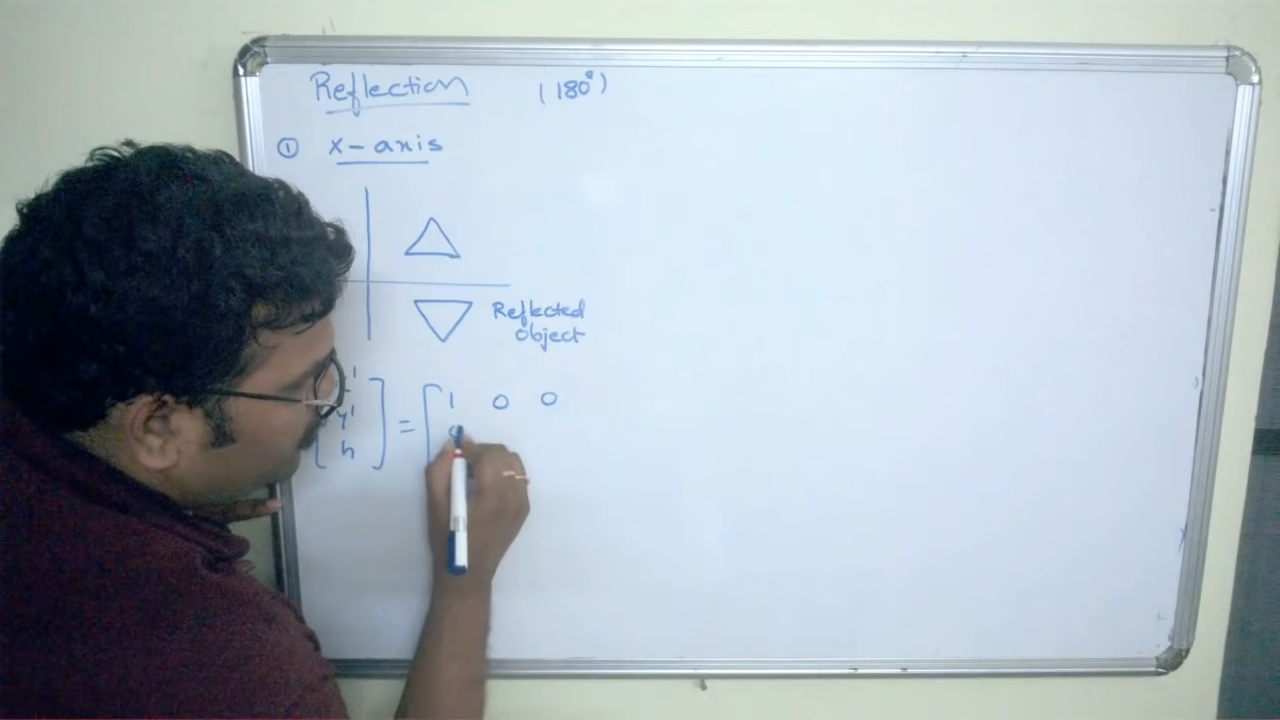 Reflection (180°)
① x-axis
Reflected
object
y' = 1 0 0
h